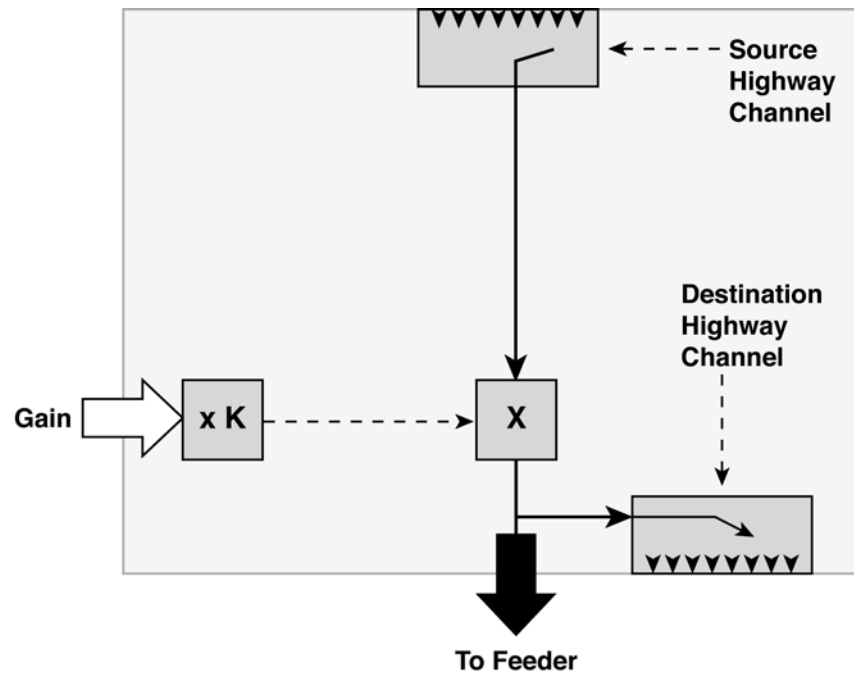 Source
Highway
Channel
Destination
Highway
Channel
Gain
x K
X
To Feeder